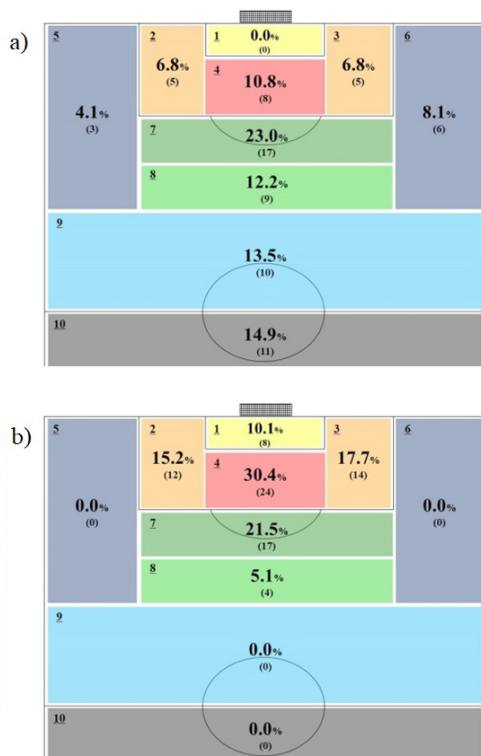 a)
5 2 1 0.0% 3 6
(0)
6.8% 4 6.8%
(5) 10.8% (5)
4.1% (8) 8.1%
(3) (6)
7 23.0%
(17)
8 12.2%
(9)
9
13.5%
(10)
10 14.9%
(11)
b)
5 2 1 10.1% 3 6
(8)
15.2% 4 17.7%
(12) 30.4% (14)
(24)
0.0% 0.0%
(0) (0)
7 21.5%
(17)
8 5.1%
(4)
9
0.0%
(0)
10 0.0%
(0)